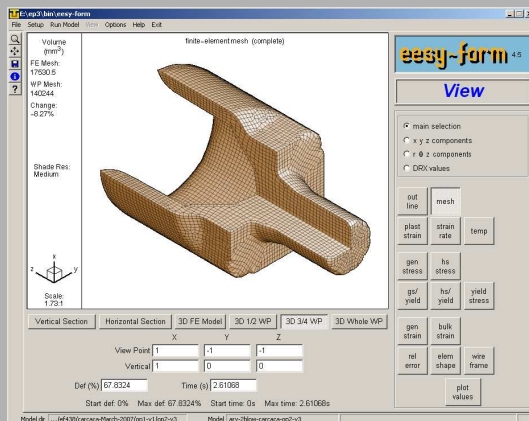 E:\ep3\bin\eesy-form
File Setup Run Model View Options Help Exit
Volume
(mm3)
FE Mesh:
17530.5
WP Mesh:
140244
Change:
-8.27%
Shade Res:
Medium
x
z y
Scale:
1.73:1
finite-element mesh (complete)
eesy-form 4.5
View
main selection
x y z components
r θ z components
DRX values
out line
mesh
plast strain
strain rate
temp
gen stress
hs stress
gs/ yield
hs/ yield
yield stress
gen strain
bulk strain
rel error
elem shape
wire frame
plot values
Vertical Section Horizontal Section 3D FE Model 3D 1/2 WP 3D 3/4 WP 3D Whole WP
X Y Z
View Point 1 -1 -1
Vertical 1 0 0
Def (%) 67.8324 Time (s) 2.61068
Start def: 0% Max def: 67.8324% Start time: 0s Max time: 2.61068s
Model dir
Model